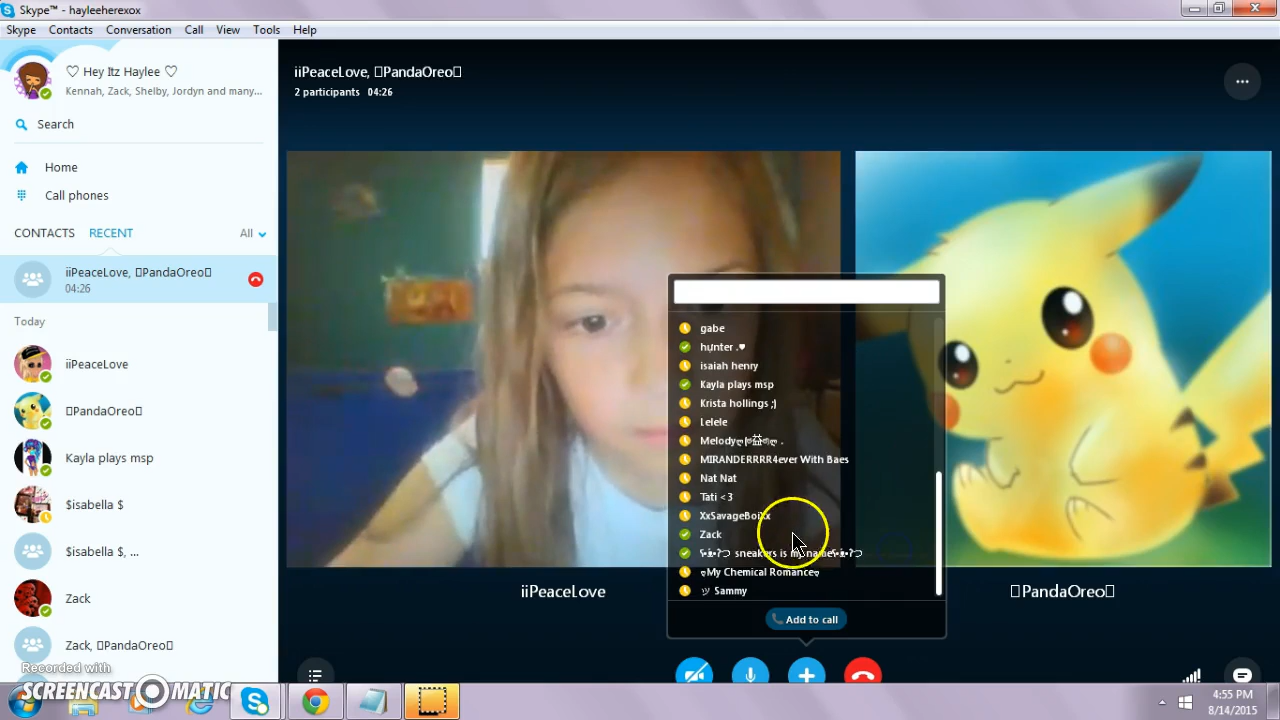 Skype™ - hayleeherexox
Skype Contacts Conversation Call View Tools Help
♡ Hey Itz Haylee ♡
Kennah, Zack, Shelby, Jordyn and many...
Search
Home
Call phones
CONTACTS RECENT All
iiPeaceLove, ▯PandaOreo▯
04:26
Today
iiPeaceLove
▯PandaOreo▯
Kayla plays msp
$isabella $
$isabella $, ...
Zack
Zack, ▯PandaOreo▯
iiPeaceLove, ▯PandaOreo▯
2 participants 04:26
gabe
hunter .♥
isaiah henry
Kayla plays msp
Krista hollings ;)
Lelele
MIRANDERRRR4ever With Baes
Nat Nat
Tati <3
XxSavageBoiXx
Zack
sneakers is my name
My Chemical Romance
ツ Sammy
Add to call
iiPeaceLove
▯PandaOreo▯
Recorded with
SCREENCAST-O-MATIC
4:55 PM
8/14/2015